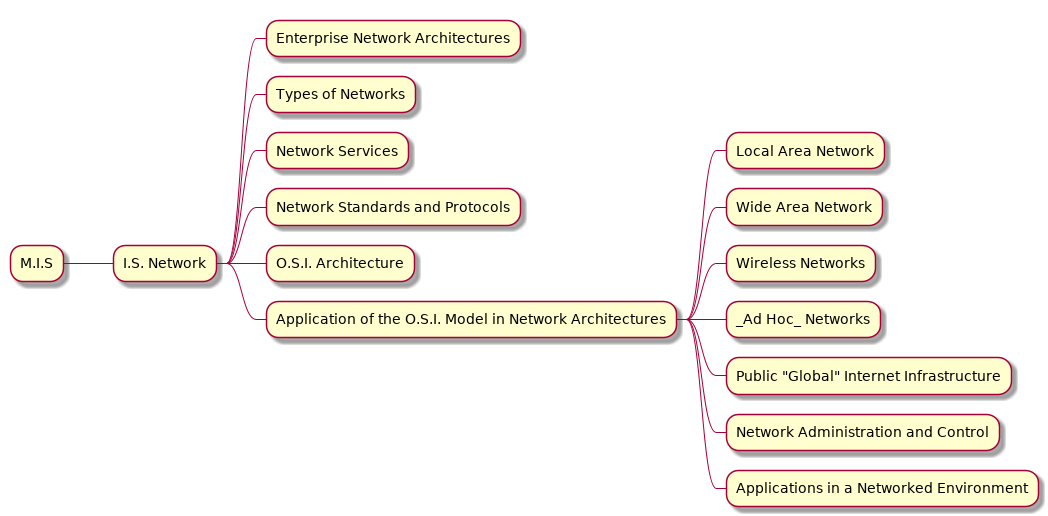 M.I.S
I.S. Network
Enterprise Network Architectures
Types of Networks
Network Services
Network Standards and Protocols
O.S.I. Architecture
Application of the O.S.I. Model in Network Architectures
Local Area Network
Wide Area Network
Wireless Networks
_Ad Hoc_ Networks
Public "Global" Internet Infrastructure
Network Administration and Control
Applications in a Networked Environment